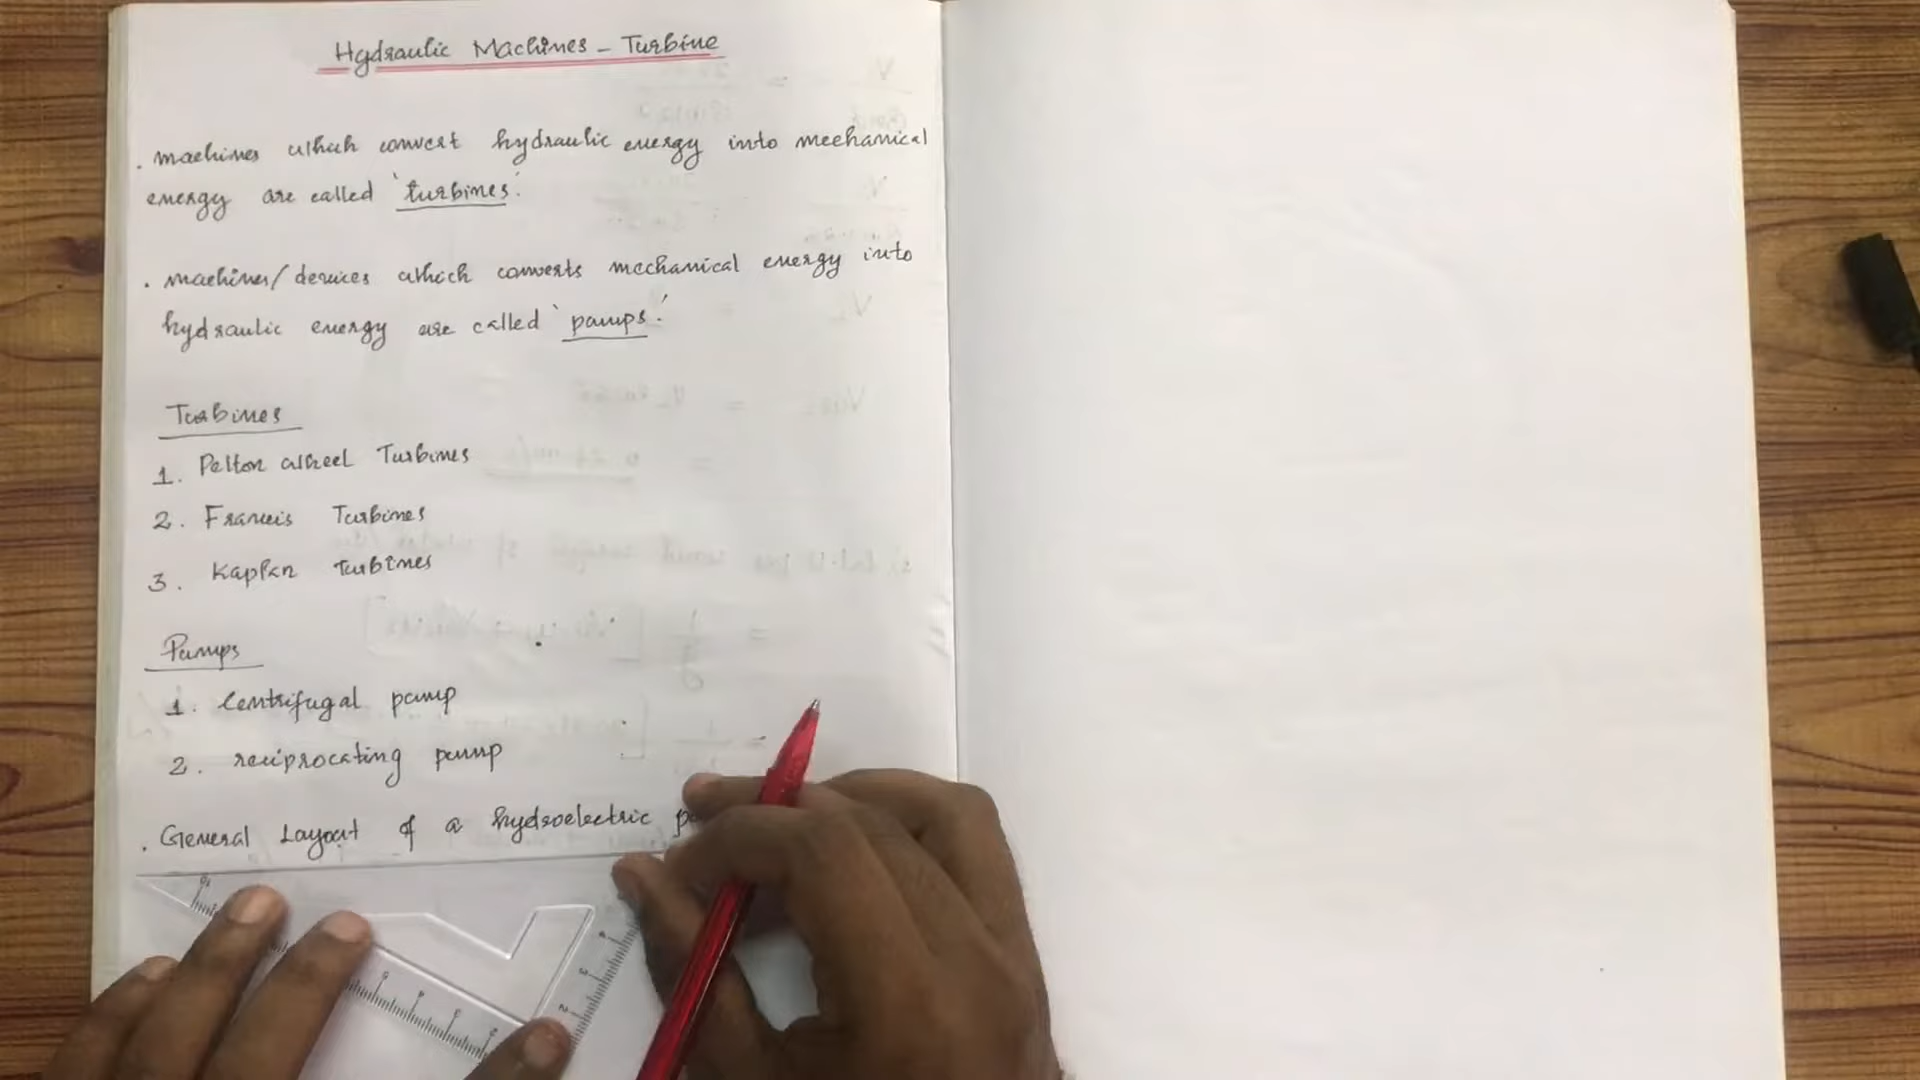 Hydraulic Machines - Turbine
. machines which convert hydraulic energy into mechanical
energy are called 'turbines'.
. machines/devices which converts mechanical energy into
hydraulic energy are called 'pumps'.
Turbines
1. Pelton wheel Turbines
2. Francis Turbines
3. Kaplan Turbines
Pumps
1. Centrifugal pump
2. reciprocating pump
. General Layout of a hydroelectric